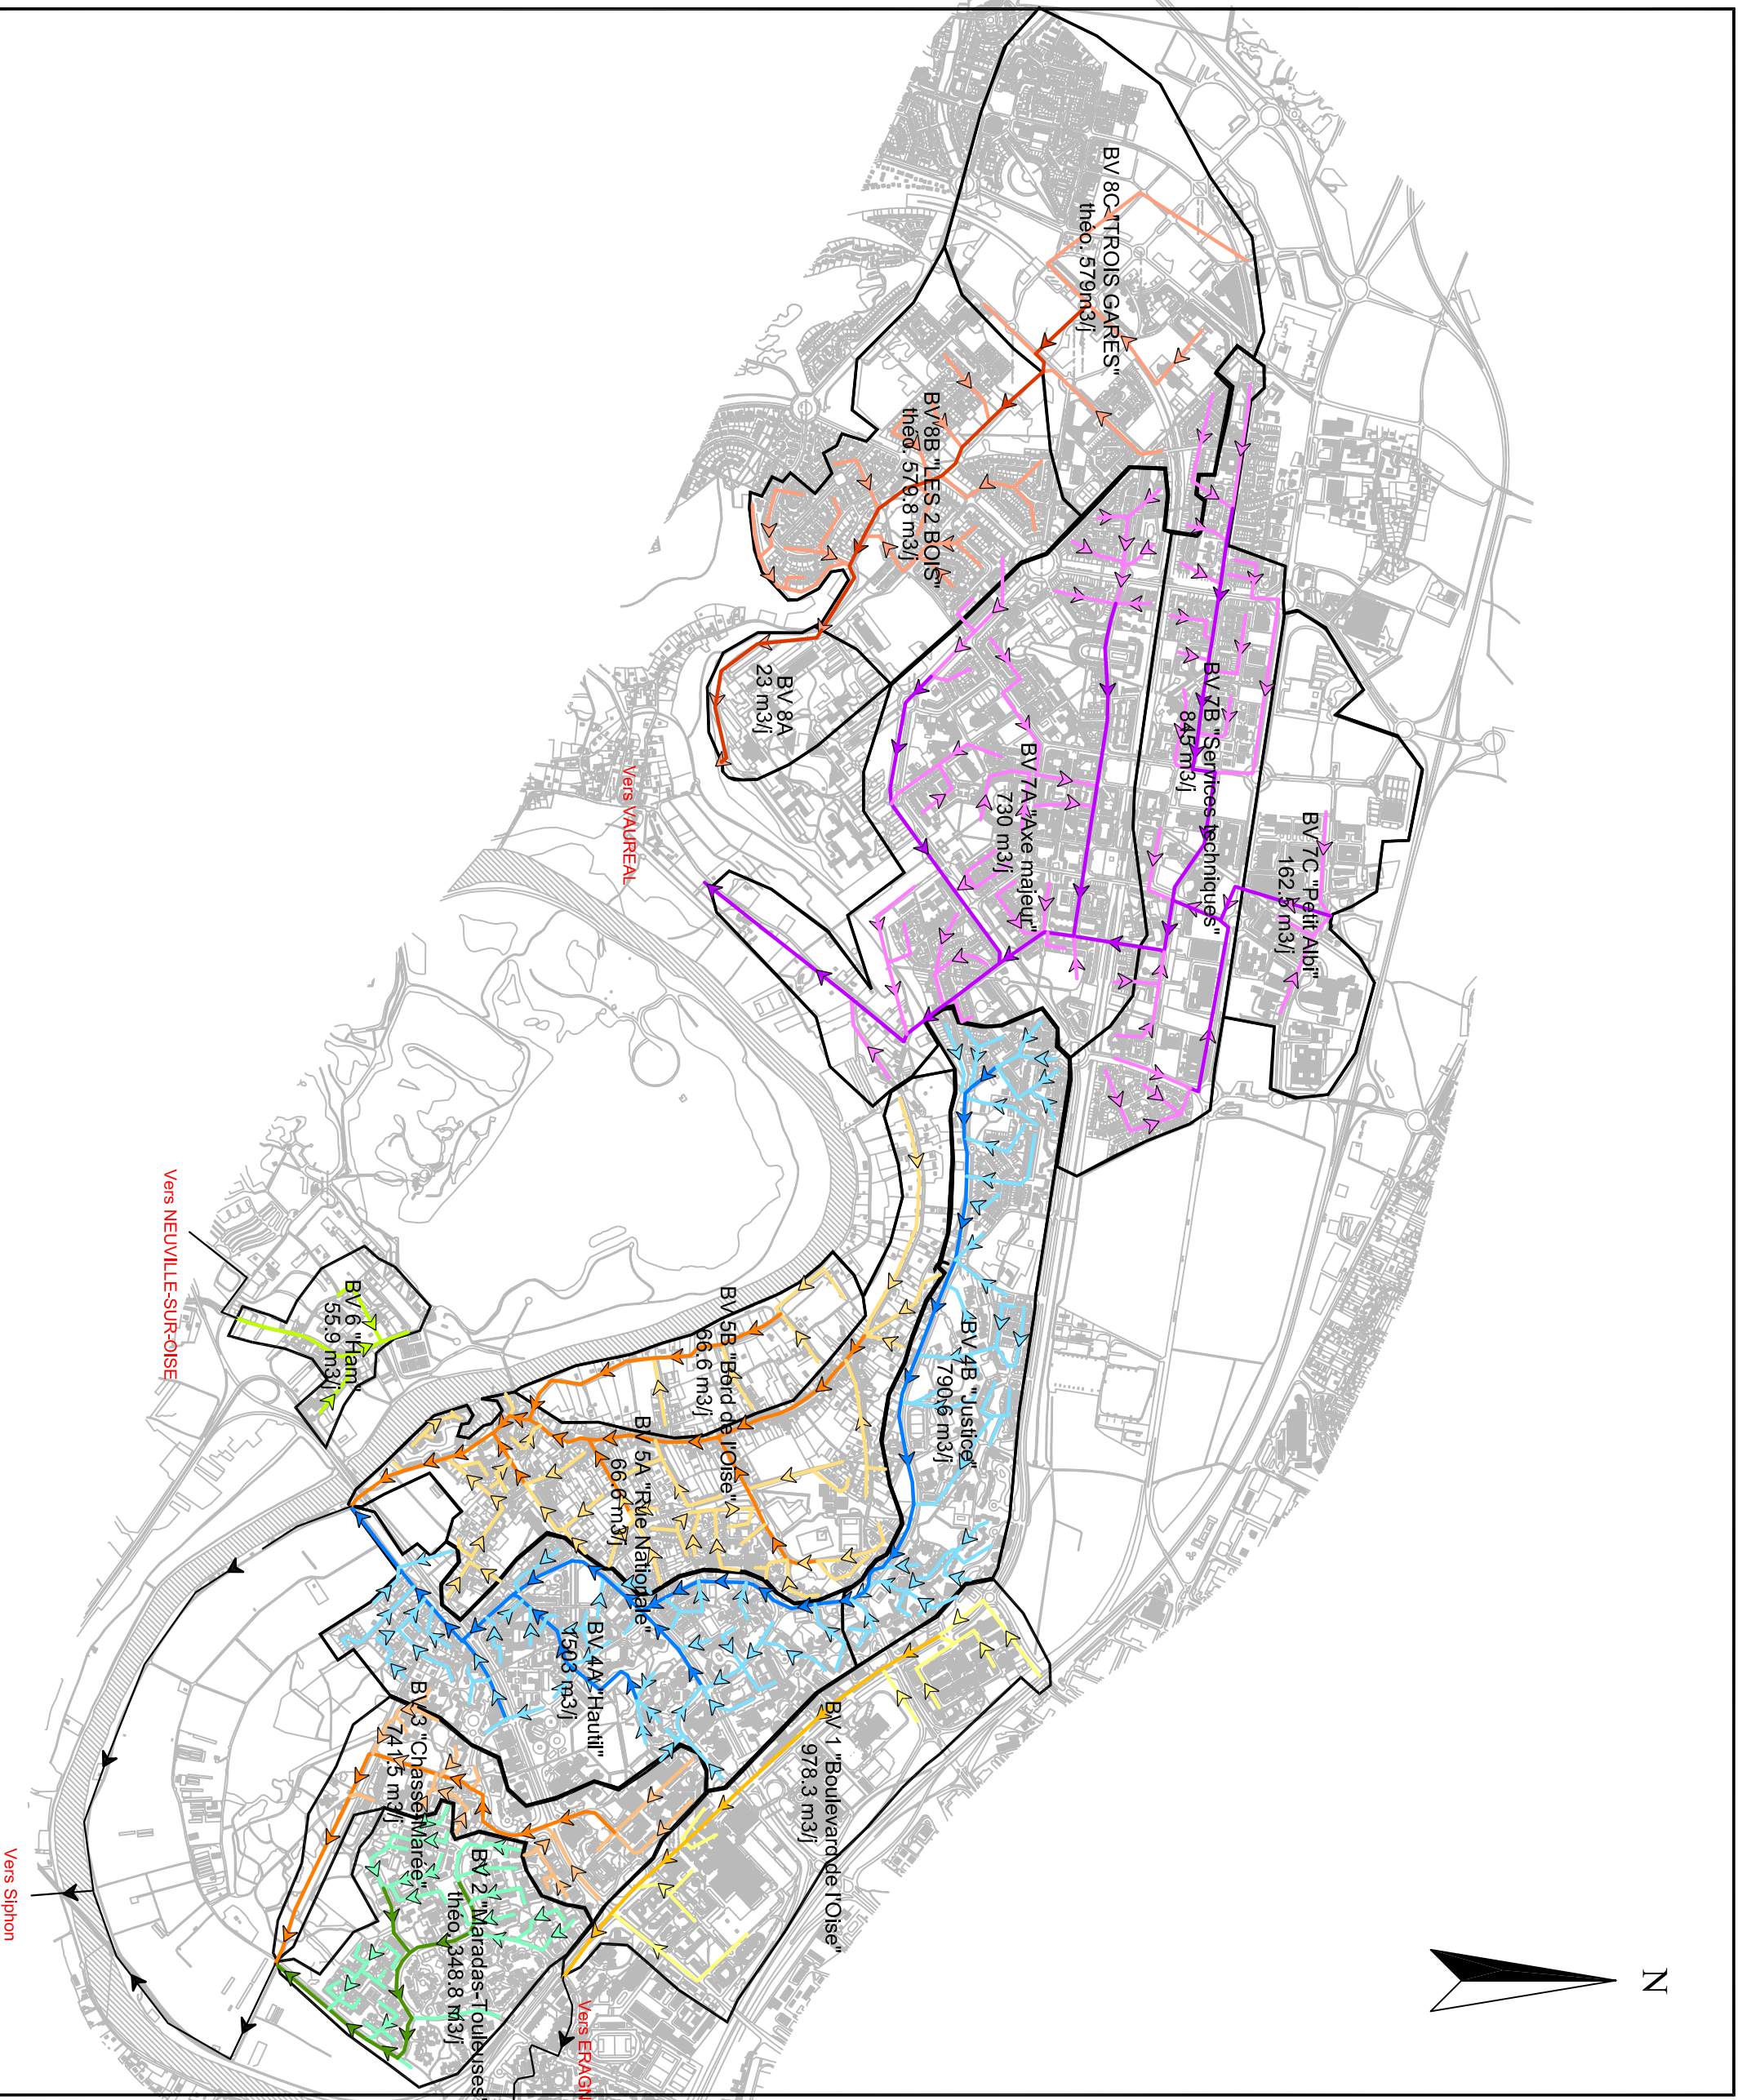 N
BV 8C "TROIS GARES"
théo. 579m3/j
BV 8B "LES 2 BOIS"
théo. 579.8 m3/j
BV 8A
23 m3/j
BV 7B "Services techniques"
845 m3/j
BV 7A "Axe majeur"
730 m3/j
BV 7C "Petit Albi"
162.5 m3/j
Vers VAUREAL
BV 4B "Justice"
790.6 m3/j
BV 5B "Bord de l'Oise"
66.6 m3/j
BV 5A "Rue Nationale"
66.6 m3/j
BV 6 "Ham"
55.9 m3/j
Vers NEUVILLE-SUR-OISE
BV 4A "Hautil"
1503 m3/j
BV 1 "Boulevard de l'Oise"
978.3 m3/j
BV 3 "Chasse-Marée"
741.5 m3/j
BV 2 "Maradas-Touleuses"
théo. 348.8 m3/j
Vers ERAGN
Vers Siphon